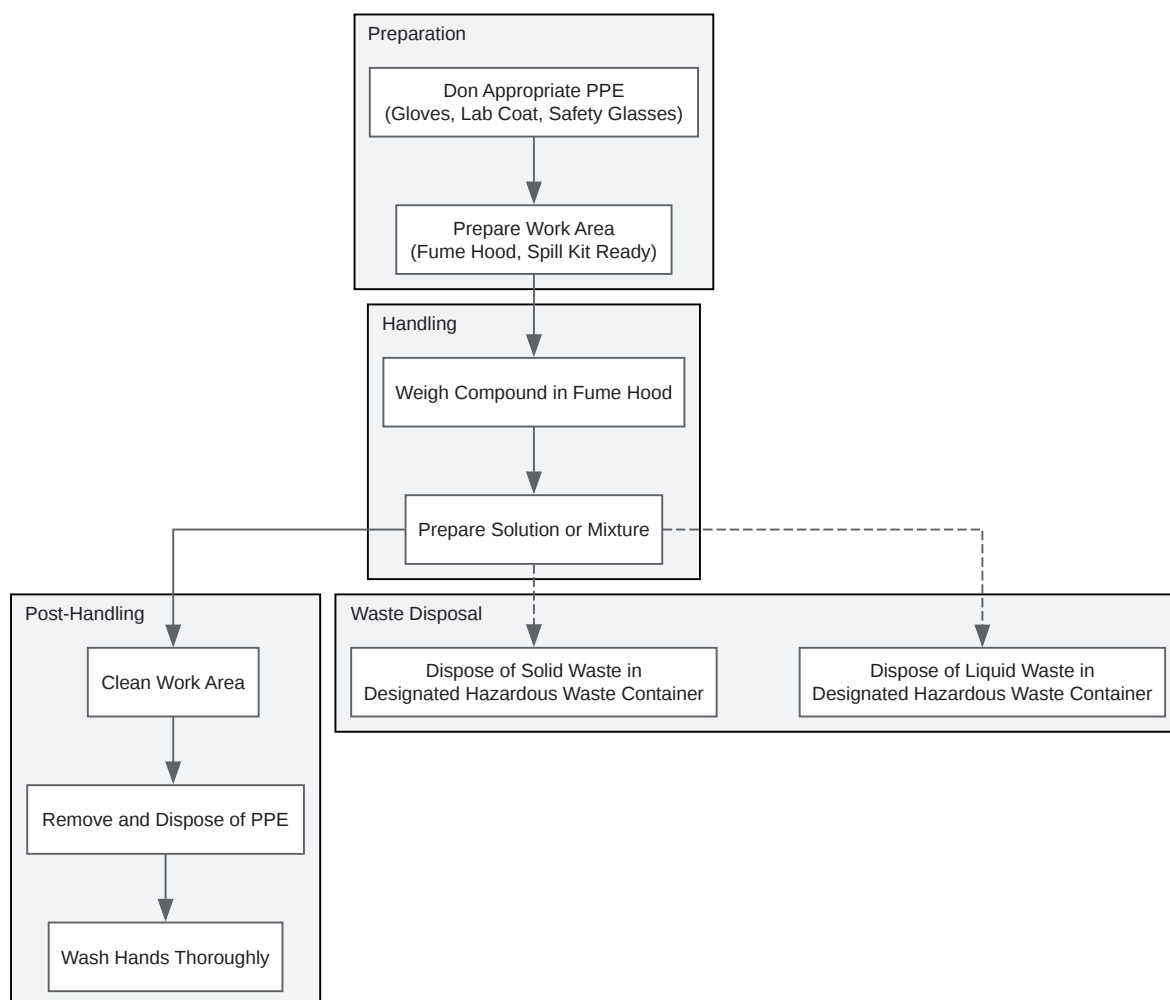 Preparation
Don Appropriate PPE
(Gloves, Lab Coat, Safety Glasses)
Prepare Work Area
(Fume Hood, Spill Kit Ready)
Handling
Weigh Compound in Fume Hood
Prepare Solution or Mixture
Post-Handling
Clean Work Area
Remove and Dispose of PPE
Wash Hands Thoroughly
Waste Disposal
Dispose of Solid Waste in
Designated Hazardous Waste Container
Dispose of Liquid Waste in
Designated Hazardous Waste Container